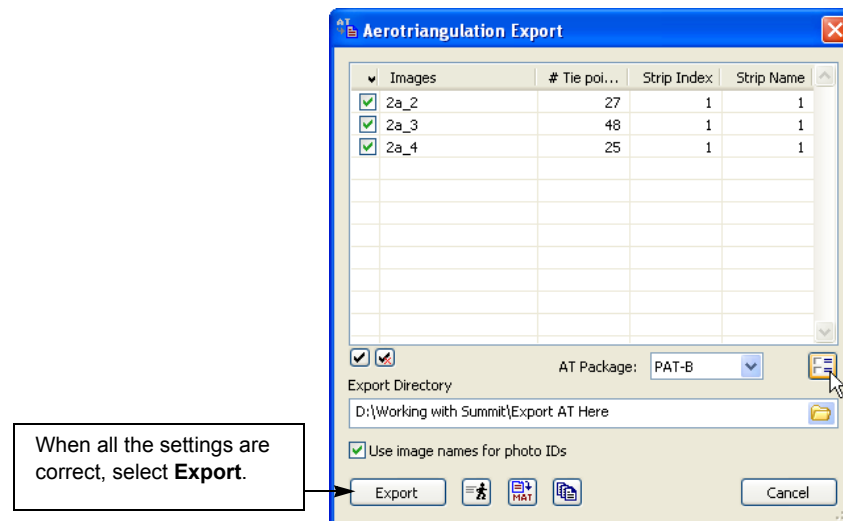 AT
Aerotriangulation Export
Images # Tie poi... Strip Index Strip Name
2a_2 27 1 1
2a_3 48 1 1
2a_4 25 1 1
AT Package: PAT-B
Export Directory
D:\Working with Summit\Export AT Here
Use image names for photo IDs
When all the settings are
correct, select Export.
Export MAT Cancel